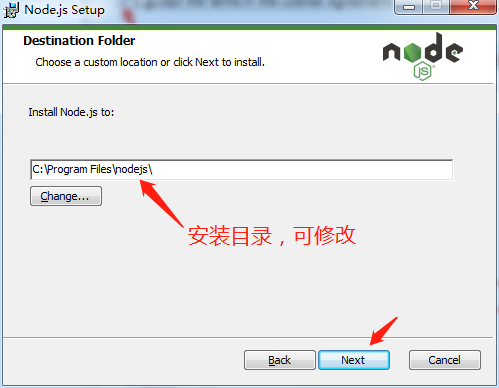 Node.js Setup
Destination Folder
Choose a custom location or click Next to install.
node
JS
Install Node.js to:
C:\Program Files\nodejs\
Change...
安装目录，可修改
Back
Next
Cancel